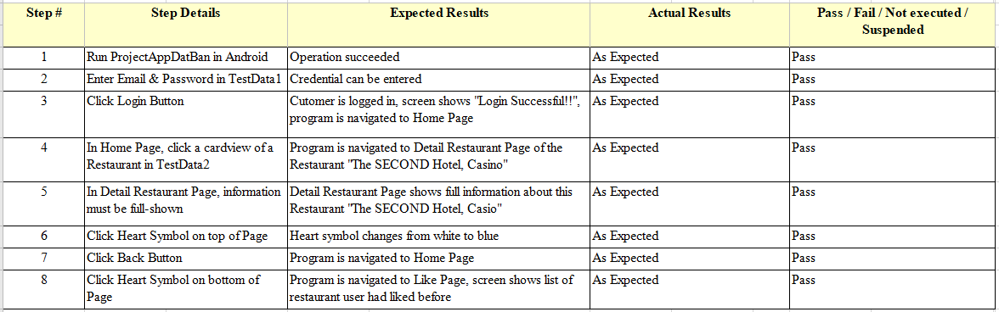 Step # Step Details Expected Results Actual Results Pass / Fail / Not executed /
Suspended
1 Run ProjectAppDatBan in Android Operation succeeded As Expected Pass
2 Enter Email & Password in TestData1 Credential can be entered As Expected Pass
3 Click Login Button Cutomer is logged in, screen shows "Login Successful!!", As Expected Pass
program is navigated to Home Page
4 In Home Page, click a cardview of a Program is navigated to Detail Restaurant Page of the As Expected Pass
Restaurant in TestData2 Restaurant "The SECOND Hotel, Casino"
5 In Detail Restaurant Page, information Detail Restaurant Page shows full information about this As Expected Pass
must be full-shown Restaurant "The SECOND Hotel, Casio"
6 Click Heart Symbol on top of Page Heart symbol changes from white to blue As Expected Pass
7 Click Back Button Program is navigated to Home Page As Expected Pass
8 Click Heart Symbol on bottom of Program is navigated to Like Page, screen shows list of As Expected Pass
Page restaurant user had liked before